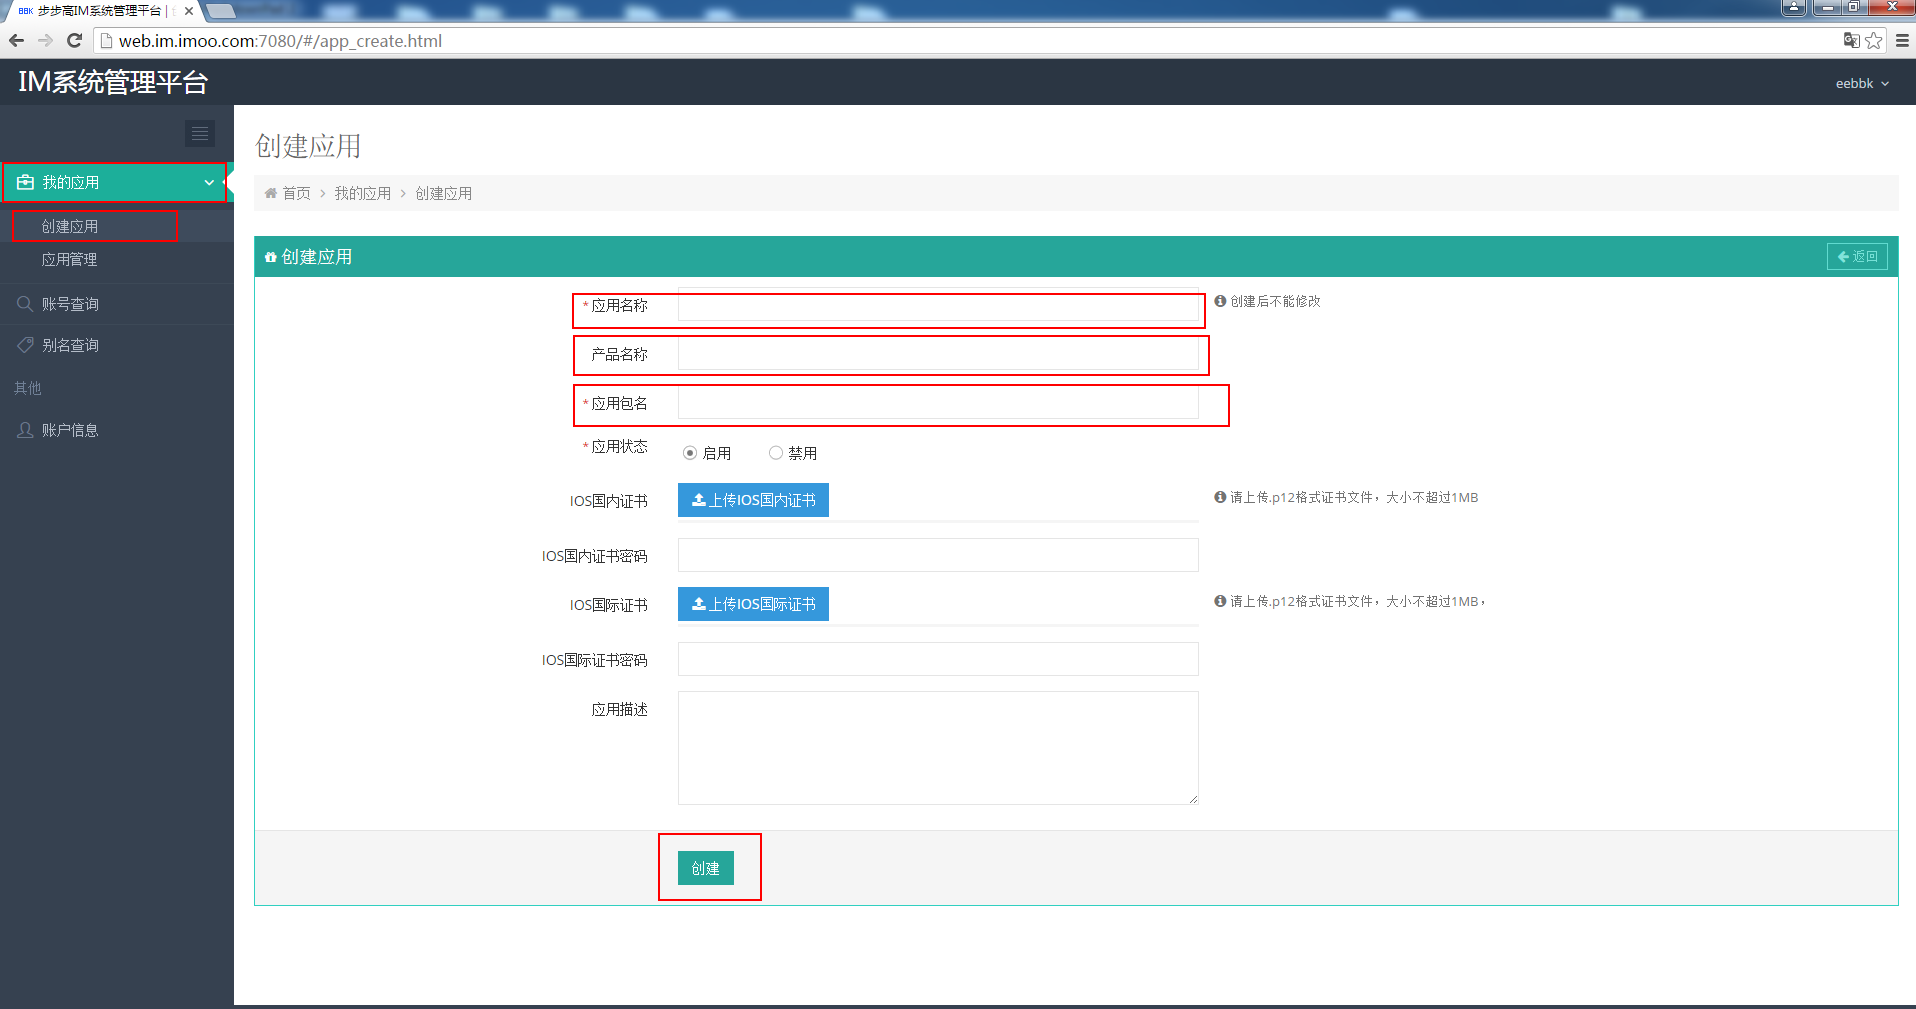 BBK 步步高IM系统管理平台 |
web.im.imoo.com:7080/#/app_create.html
IM系统管理平台
eebbk
创建应用
我的应用
首页 > 我的应用 > 创建应用
创建应用
应用管理
创建应用
返回
账号查询
* 应用名称
创建后不能修改
别名查询
产品名称
其他
* 应用包名
账户信息
* 应用状态
启用
禁用
IOS国内证书
上传IOS国内证书
请上传.p12格式证书文件，大小不超过1MB
IOS国内证书密码
IOS国际证书
上传IOS国际证书
请上传.p12格式证书文件，大小不超过1MB，
IOS国际证书密码
应用描述
创建